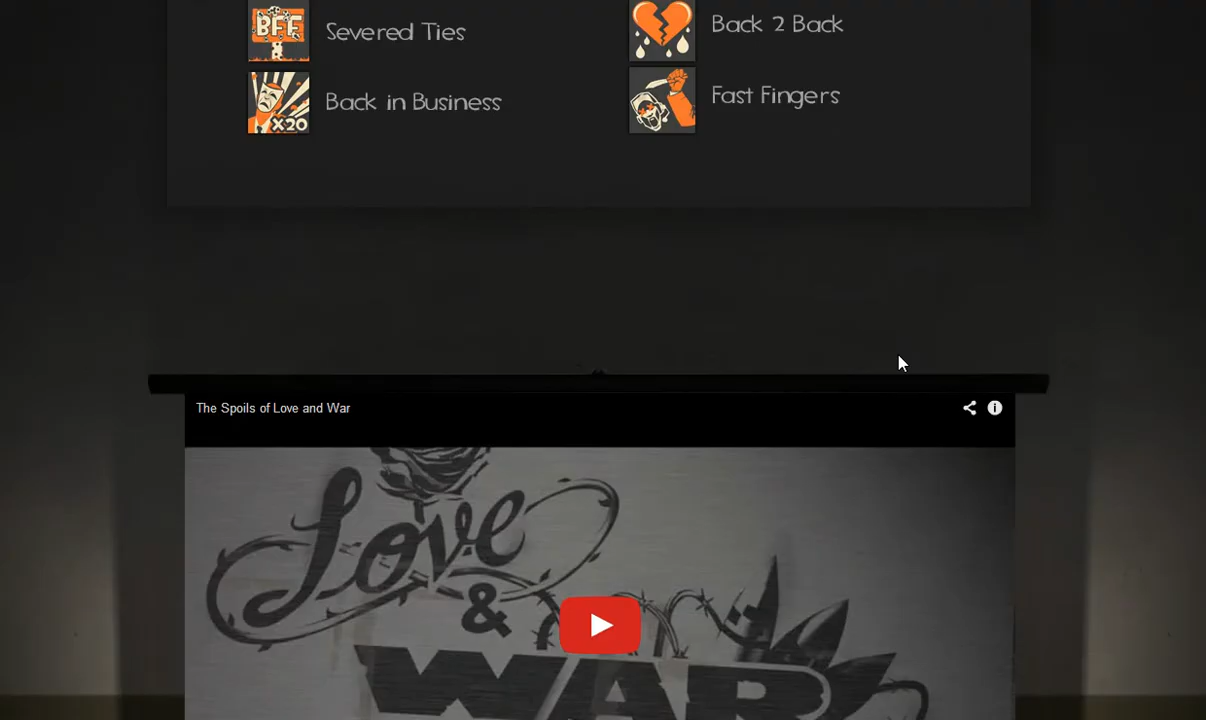 BFF
Severed Ties
Back 2 Back
X20
Back in Business
Fast Fingers
The Spoils of Love and War
Love
&
WAR